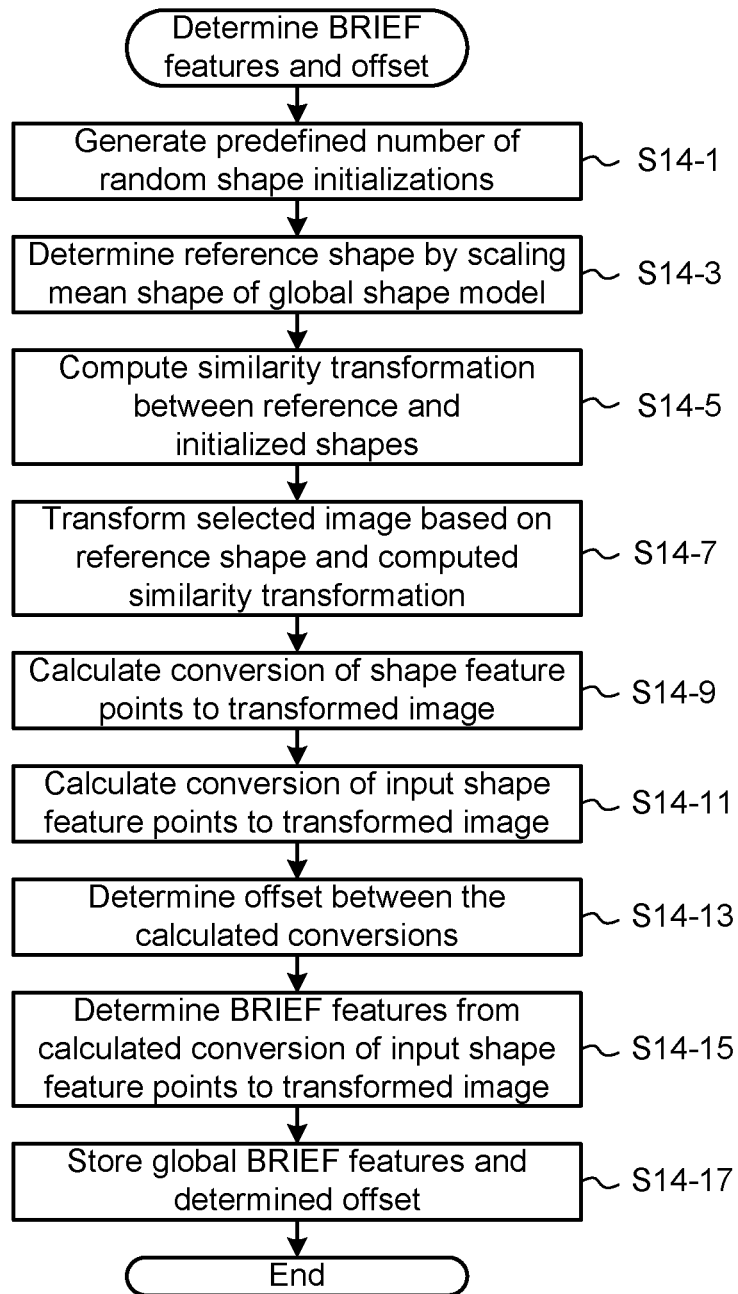 Determine BRIEF
features and offset
Generate predefined number of
random shape initializations
S14-1
Determine reference shape by scaling
mean shape of global shape model
S14-3
Compute similarity transformation
between reference and
initialized shapes
S14-5
Transform selected image based on
reference shape and computed
similarity transformation
S14-7
Calculate conversion of shape feature
points to transformed image
S14-9
Calculate conversion of input shape
feature points to transformed image
S14-11
Determine offset between the
calculated conversions
S14-13
Determine BRIEF features from
calculated conversion of input shape
feature points to transformed image
S14-15
Store global BRIEF features and
determined offset
S14-17
End